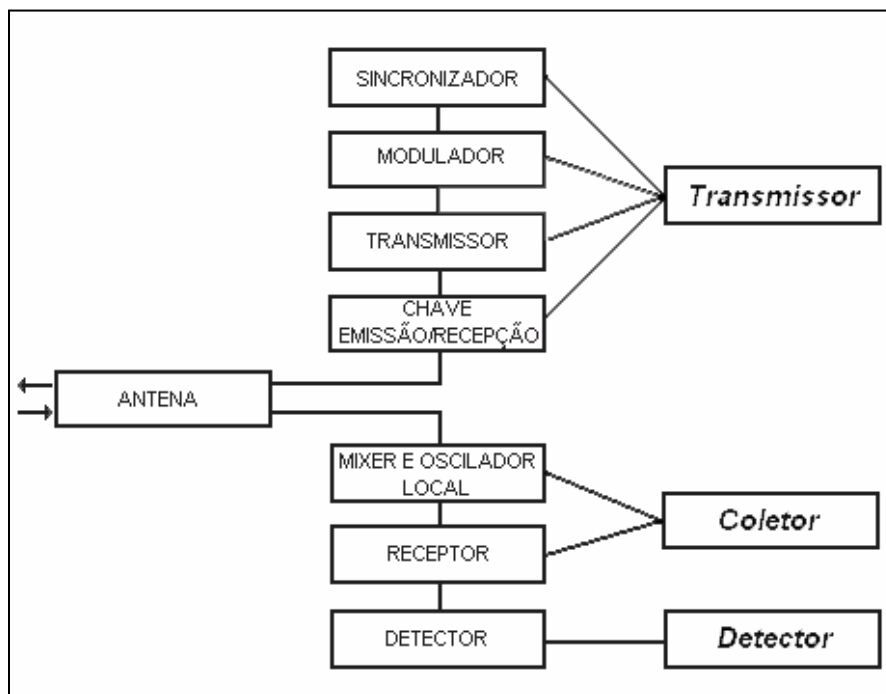 SINCRONIZADOR
MODULADOR
Transmissor
TRANSMISSOR
CHAVE
EMISSÃO/RECEPÇÃO
ANTENA
MIXER E OSCILADOR
LOCAL
Coletor
RECEPTOR
DETECTOR
Detector